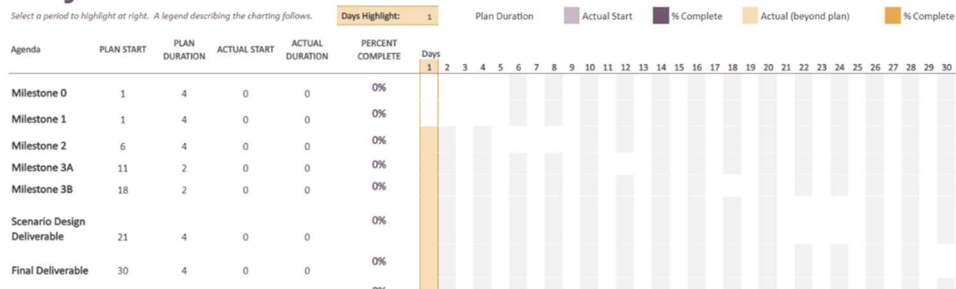 Select a period to highlight at right. A legend describing the charting follows.
Days Highlight: 1
Plan Duration
Actual Start
% Complete
Actual (beyond plan)
% Complete
Agenda PLAN START PLAN DURATION ACTUAL START ACTUAL DURATION PERCENT COMPLETE Days
1 2 3 4 5 6 7 8 9 10 11 12 13 14 15 16 17 18 19 20 21 22 23 24 25 26 27 28 29 30
Milestone 0 1 4 0 0 0%
Milestone 1 1 4 0 0 0%
Milestone 2 6 4 0 0 0%
Milestone 3A 11 2 0 0 0%
Milestone 3B 18 2 0 0 0%
Scenario Design
Deliverable 21 4 0 0 0%
Final Deliverable 30 4 0 0 0%